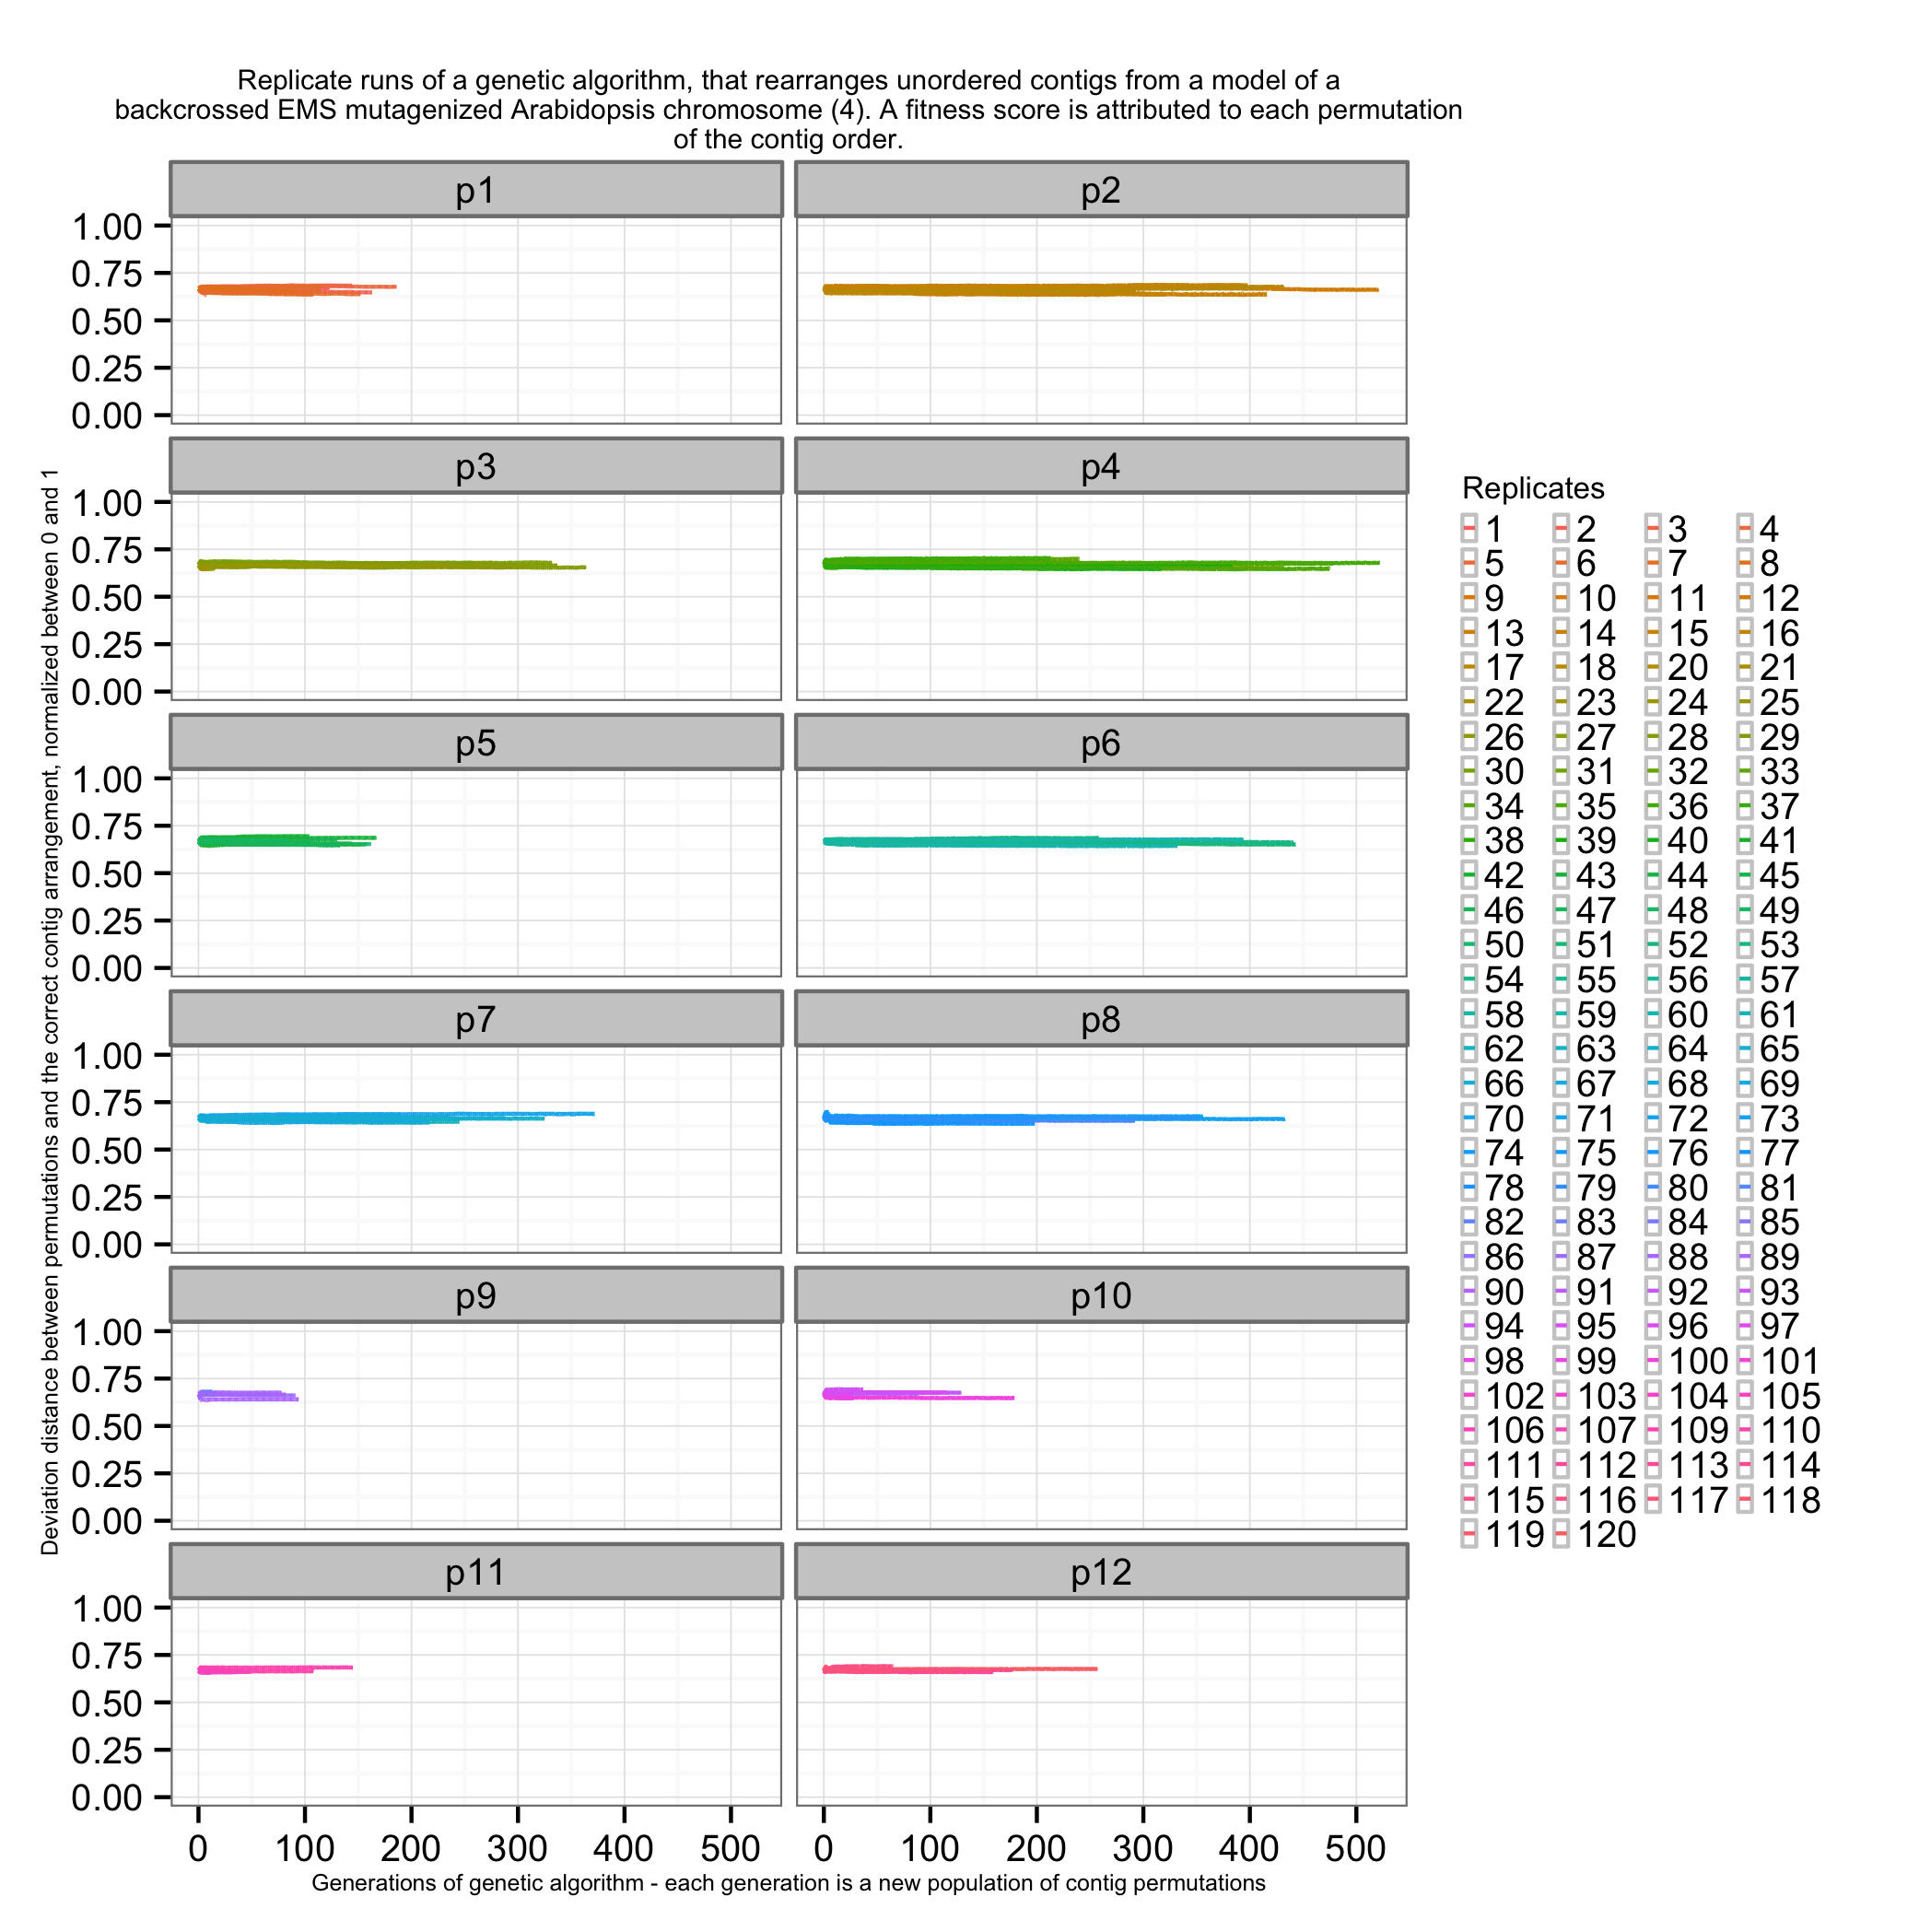 Replicate runs of a genetic algorithm, that rearranges unordered contigs from a model of a
backcrossed EMS mutagenized Arabidopsis chromosome (4). A fitness score is attributed to each permutation
of the contig order.
Deviation distance between permutations and the correct contig arrangement, normalized between 0 and 1
p1 p2
1.00
0.75
0.50
0.25
0.00
p3 p4
1.00
0.75
0.50
0.25
0.00
p5 p6
1.00
0.75
0.50
0.25
0.00
p7 p8
1.00
0.75
0.50
0.25
0.00
p9 p10
1.00
0.75
0.50
0.25
0.00
p11 p12
1.00
0.75
0.50
0.25
0.00
0 100 200 300 400 500 0 100 200 300 400 500
Generations of genetic algorithm - each generation is a new population of contig permutations
Replicates
1 2 3 4
5 6 7 8
9 10 11 12
13 14 15 16
17 18 20 21
22 23 24 25
26 27 28 29
30 31 32 33
34 35 36 37
38 39 40 41
42 43 44 45
46 47 48 49
50 51 52 53
54 55 56 57
58 59 60 61
62 63 64 65
66 67 68 69
70 71 72 73
74 75 76 77
78 79 80 81
82 83 84 85
86 87 88 89
90 91 92 93
94 95 96 97
98 99 100 101
102 103 104 105
106 107 109 110
111 112 113 114
115 116 117 118
119 120